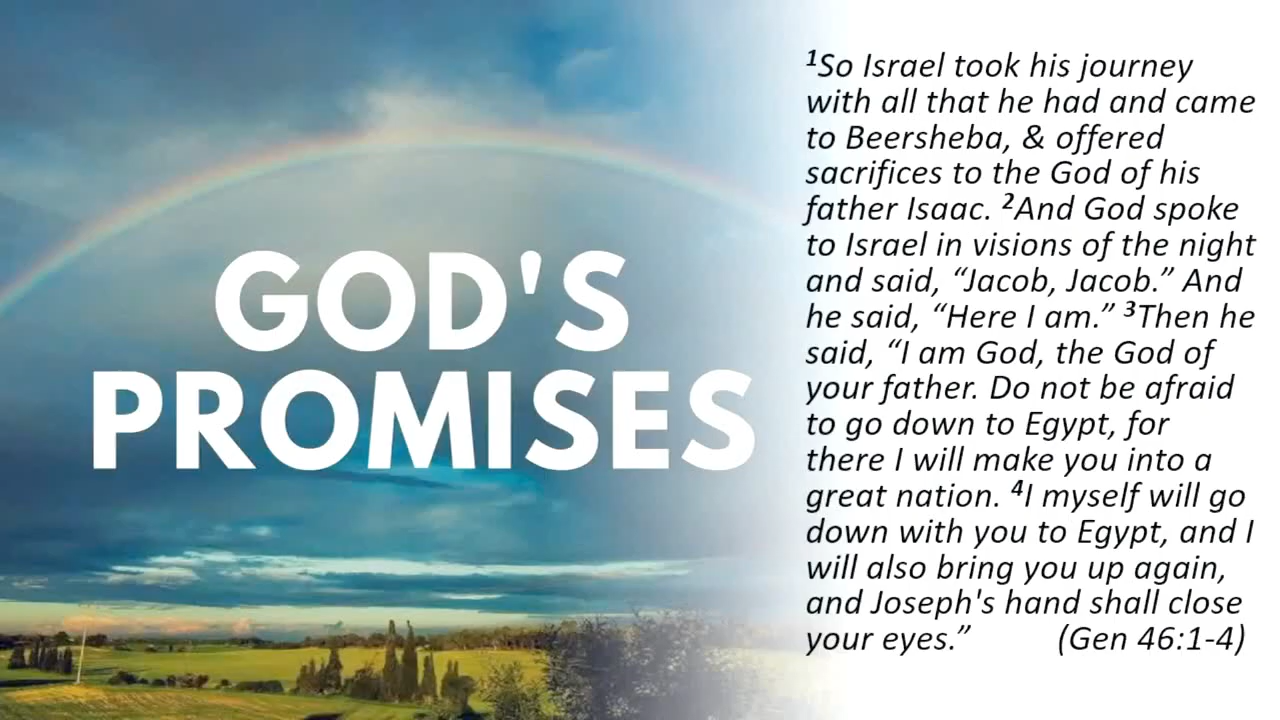 GOD'S
PROMISES
¹So Israel took his journey
with all that he had and came
to Beersheba, & offered
sacrifices to the God of his
father Isaac. ²And God spoke
to Israel in visions of the night
and said, “Jacob, Jacob.” And
he said, “Here I am.” ³Then he
said, “I am God, the God of
your father. Do not be afraid
to go down to Egypt, for
there I will make you into a
great nation. ⁴I myself will go
down with you to Egypt, and I
will also bring you up again,
and Joseph's hand shall close
your eyes.” (Gen 46:1-4)